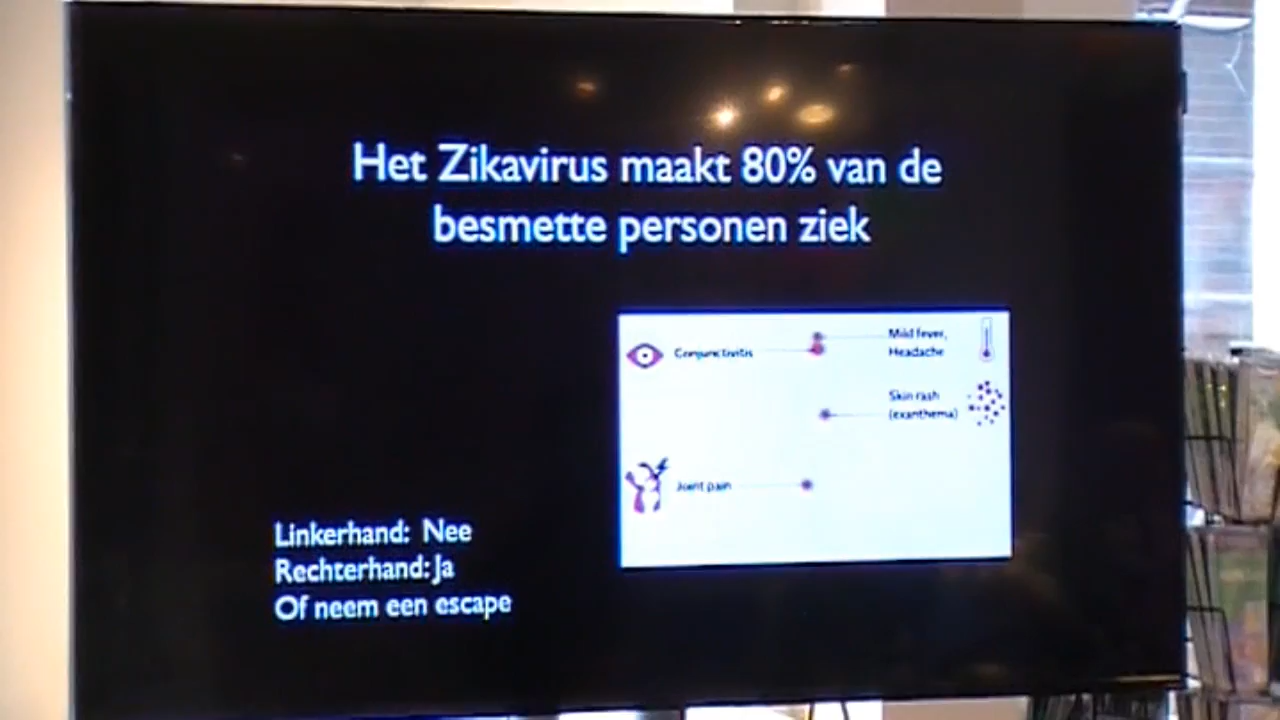 Het Zikavirus maakt 80% van de
besmette personen ziek
Conjunctivitis
Mild fever,
Headache
Skin rash
(exanthema)
Joint pain
Linkerhand: Nee
Rechterhand: Ja
Of neem een escape